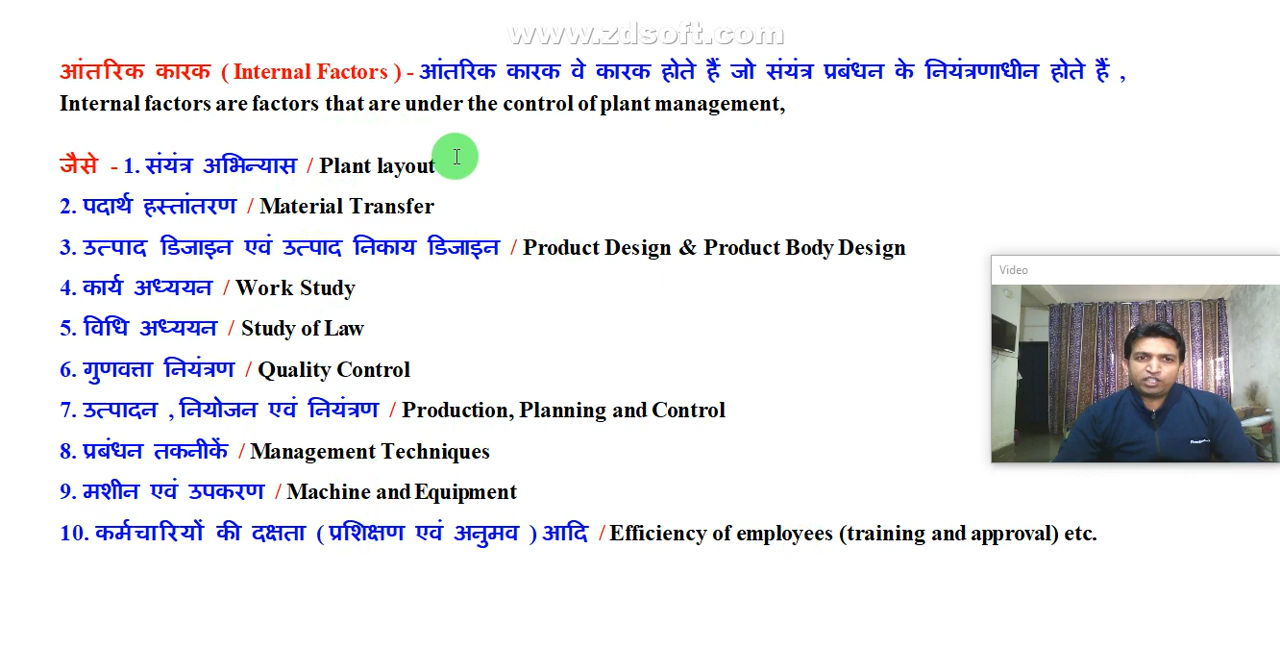 www.zdsoft.com
आंतरिक कारक ( Internal Factors ) - आंतरिक कारक वे कारक होते हैं जो संयंत्र प्रबंधन के नियंत्रणाधीन होते हैं ,
Internal factors are factors that are under the control of plant management,
जैसे - 1. संयंत्र अभिन्यास / Plant layout
2. पदार्थ हस्तांतरण / Material Transfer
3. उत्पाद डिजाइन एवं उत्पाद निकाय डिजाइन / Product Design & Product Body Design
4. कार्य अध्ययन / Work Study
5. विधि अध्ययन / Study of Law
6. गुणवत्ता नियंत्रण / Quality Control
7. उत्पादन , नियोजन एवं नियंत्रण / Production, Planning and Control
8. प्रबंधन तकनीकें / Management Techniques
9. मशीन एवं उपकरण / Machine and Equipment
10. कर्मचारियों की दक्षता ( प्रशिक्षण एवं अनुमव ) आदि / Efficiency of employees (training and approval) etc.
Video